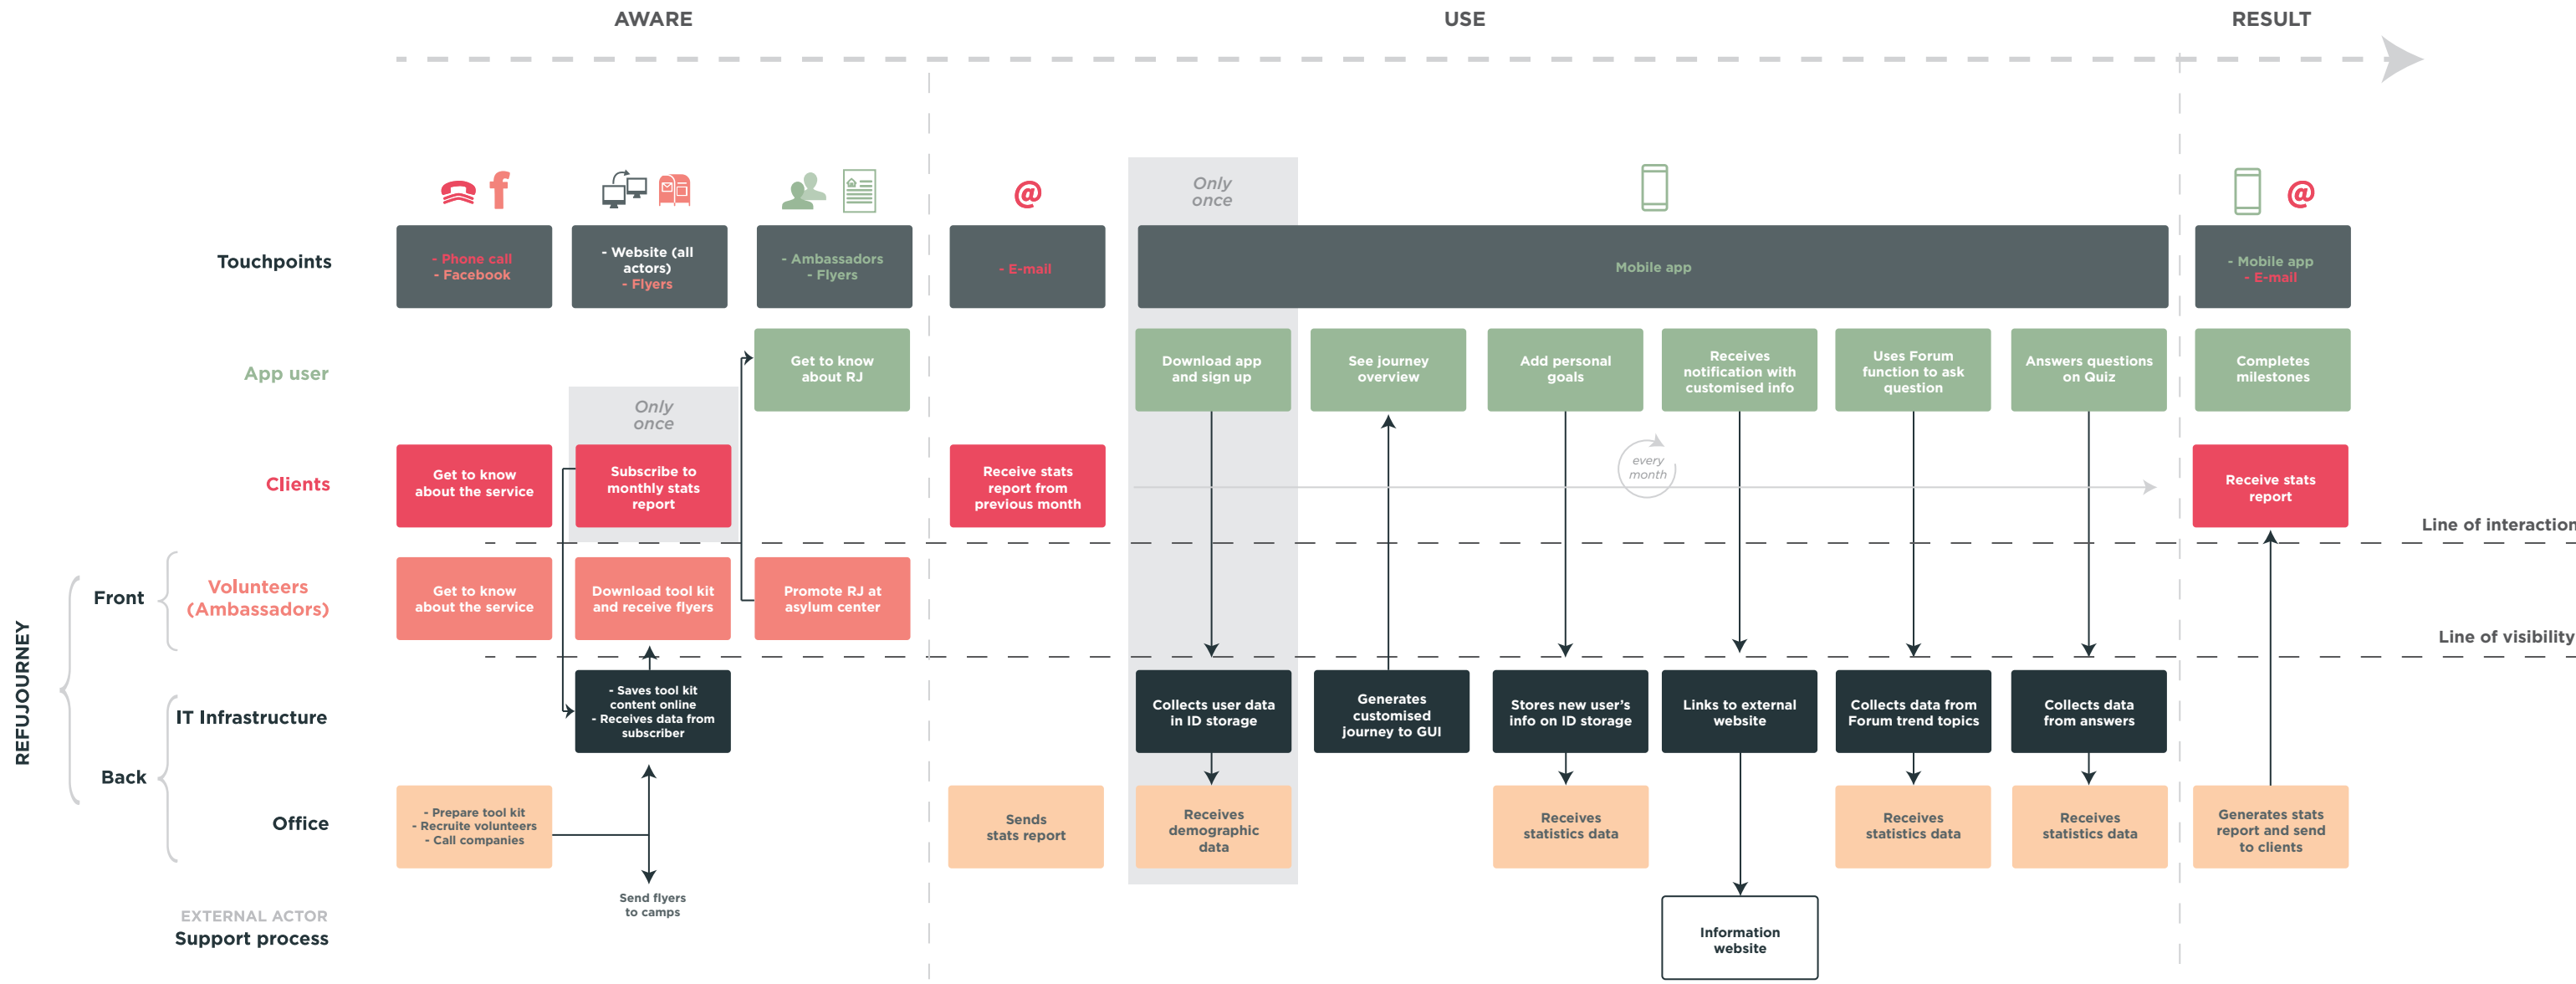 AWARE
USE
RESULT
Only
once
Touchpoints
- Phone call
- Facebook
- Website (all
actors)
- Flyers
- Ambassadors
- Flyers
@
- E-mail
Mobile app
@
- Mobile app
- E-mail
App user
Get to know
about RJ
Download app
and sign up
See journey
overview
Add personal
goals
Receives
notification with
customised info
Uses Forum
function to ask
question
Answers questions
on Quiz
Completes
milestones
Only
once
Clients
Get to know
about the service
Subscribe to
monthly stats
report
Receive stats
report from
previous month
every
month
Receive stats
report
Line of interaction
REFUJOURNEY
Front
Volunteers
(Ambassadors)
Get to know
about the service
Download tool kit
and receive flyers
Promote RJ at
asylum center
Line of visibility
Back
IT Infrastructure
- Saves tool kit
content online
- Receives data from
subscriber
Collects user data
in ID storage
Generates
customised
journey to GUI
Stores new user's
info on ID storage
Links to external
website
Collects data from
Forum trend topics
Collects data
from answers
Office
- Prepare tool kit
- Recruite volunteers
- Call companies
Sends
stats report
Receives
demographic
data
Receives
statistics data
Receives
statistics data
Receives
statistics data
Generates stats
report and send
to clients
Send flyers
to camps
EXTERNAL ACTOR
Support process
Information
website